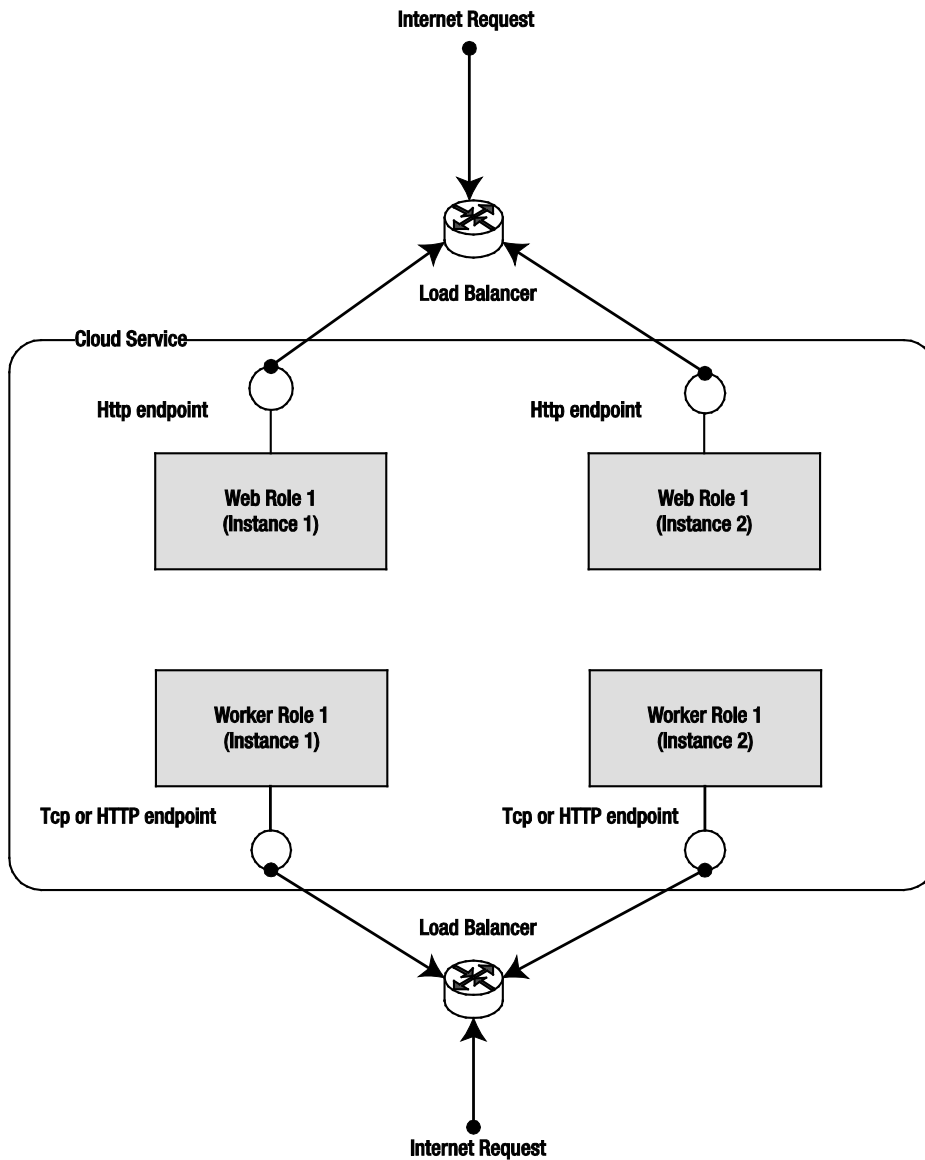 Internet Request
Load Balancer
Cloud Service
Http endpoint
Http endpoint
Web Role 1
(Instance 1)
Web Role 1
(Instance 2)
Worker Role 1
(Instance 1)
Worker Role 1
(Instance 2)
Tcp or HTTP endpoint
Tcp or HTTP endpoint
Load Balancer
Internet Request